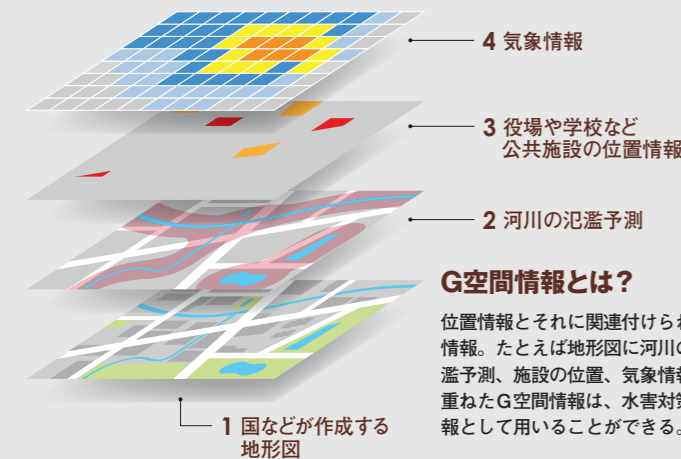 4 気象情報
3 役場や学校など
公共施設の位置情報
2 河川の氾濫予測
G空間情報とは？
位置情報とそれに関連付けら
情報。たとえば地形図に河川の
濫予測、施設の位置、気象情報
重ねたG空間情報は、水害対策
報として用いることができる。
1 国などが作成する
地形図